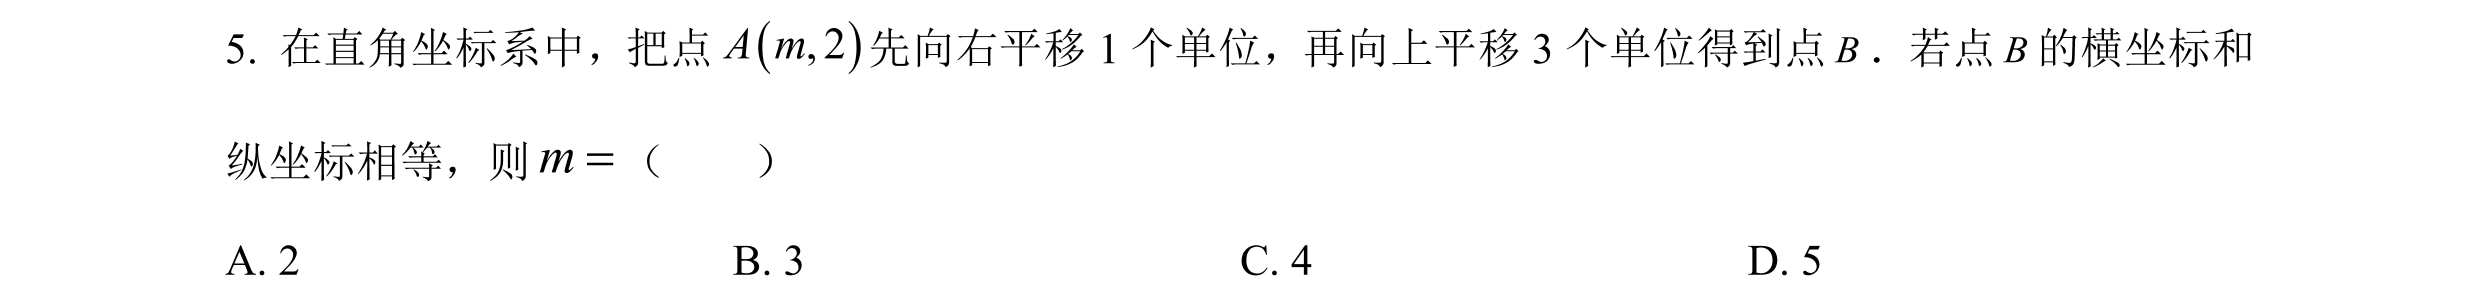 5. 在直角坐标系中，把点 A(m,2)先向右平移 1 个单位，再向上平移 3 个单位得到点 B．若点 B 的横坐标和
纵坐标相等，则 m =（　　）
A. 2　　B. 3　　C. 4　　D. 5